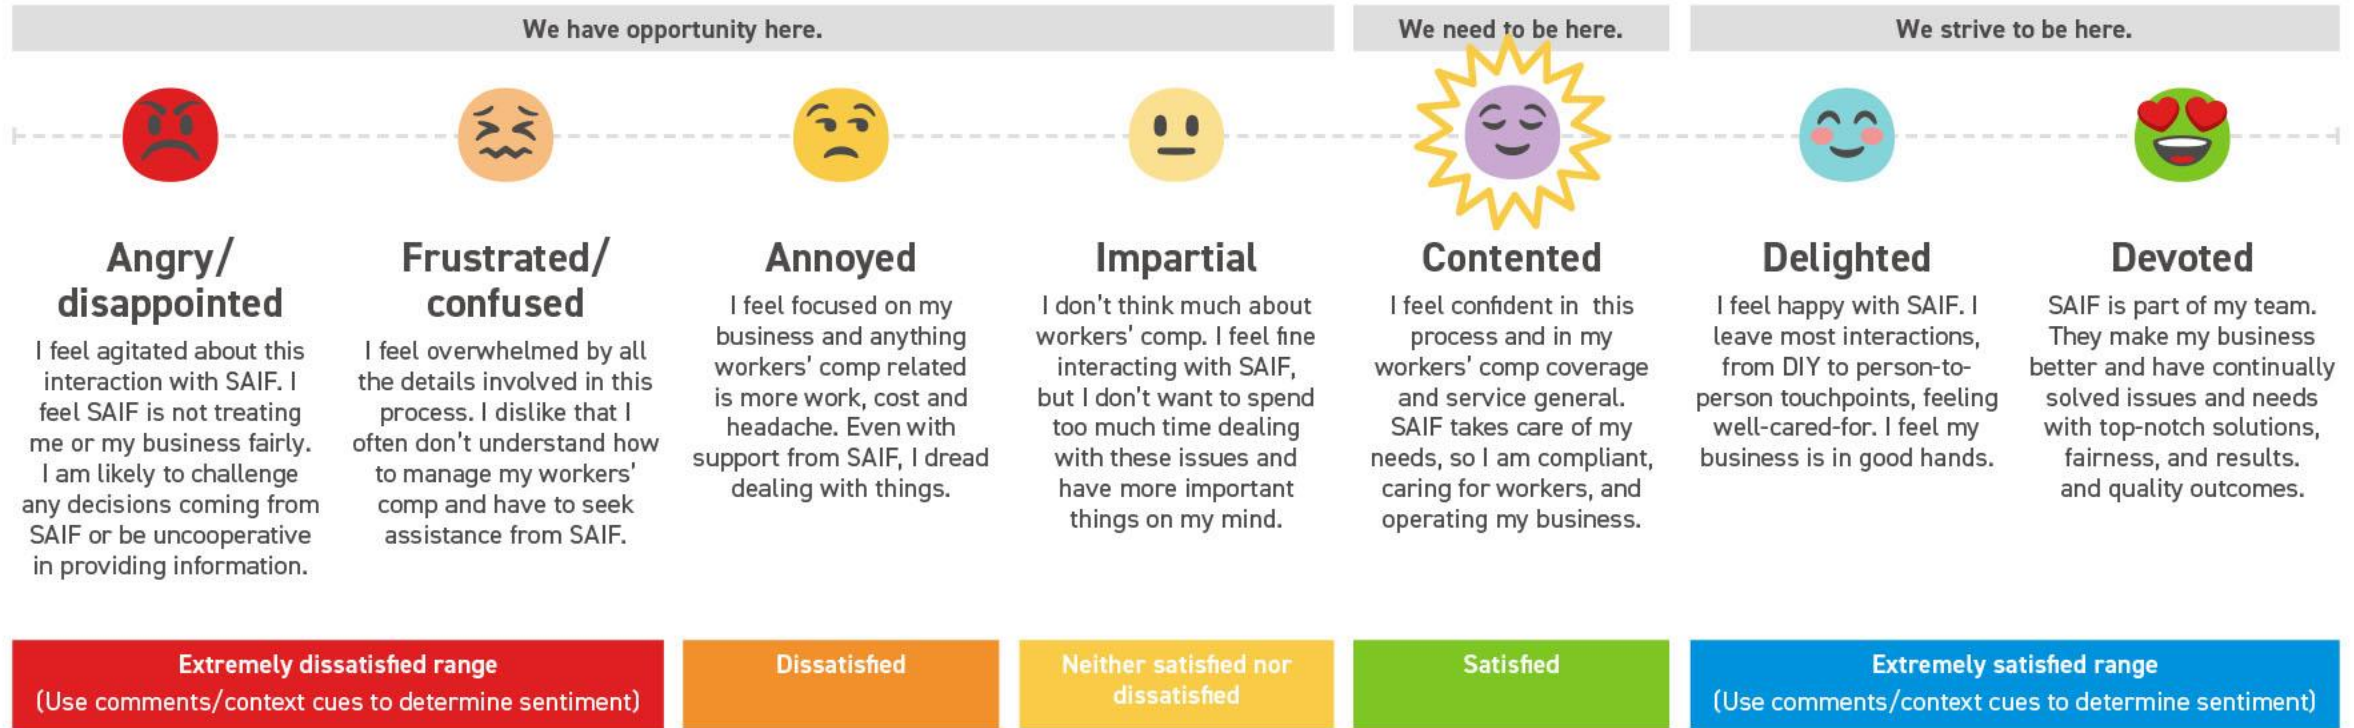 We have opportunity here.
We need to be here.
We strive to be here.
Angry/
disappointed
I feel agitated about this
interaction with SAIF. I
feel SAIF is not treating
me or my business fairly.
I am likely to challenge
any decisions coming from
SAIF or be uncooperative
in providing information.
Frustrated/
confused
I feel overwhelmed by all
the details involved in this
process. I dislike that I
often don't understand how
to manage my workers'
comp and have to seek
assistance from SAIF.
Annoyed
I feel focused on my
business and anything
workers' comp related
is more work, cost and
headache. Even with
support from SAIF, I dread
dealing with things.
Impartial
I don't think much about
workers' comp. I feel fine
interacting with SAIF,
but I don't want to spend
too much time dealing
with these issues and
have more important
things on my mind.
Contented
I feel confident in this
process and in my
workers' comp coverage
and service general.
SAIF takes care of my
needs, so I am compliant,
caring for workers, and
operating my business.
Delighted
I feel happy with SAIF. I
leave most interactions,
from DIY to person-to-
person touchpoints, feeling
well-cared-for. I feel my
business is in good hands.
Devoted
SAIF is part of my team.
They make my business
better and have continually
solved issues and needs
with top-notch solutions,
fairness, and results.
and quality outcomes.
Extremely dissatisfied range
(Use comments/context cues to determine sentiment)
Dissatisfied
Neither satisfied nor
dissatisfied
Satisfied
Extremely satisfied range
(Use comments/context cues to determine sentiment)